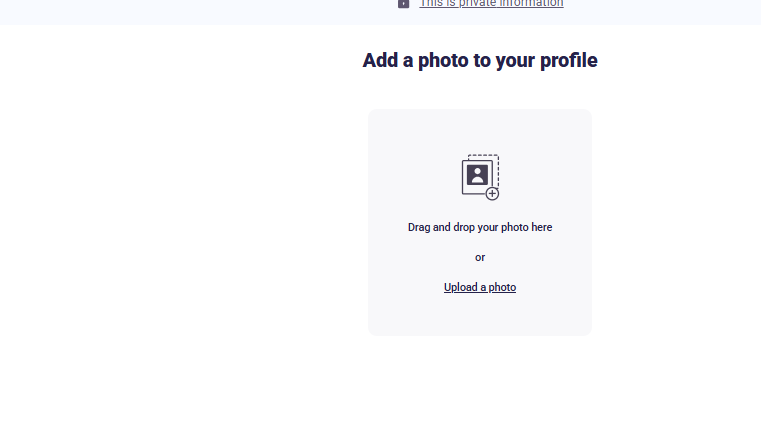 This is private information
Add a photo to your profile
Drag and drop your photo here
or
Upload a photo